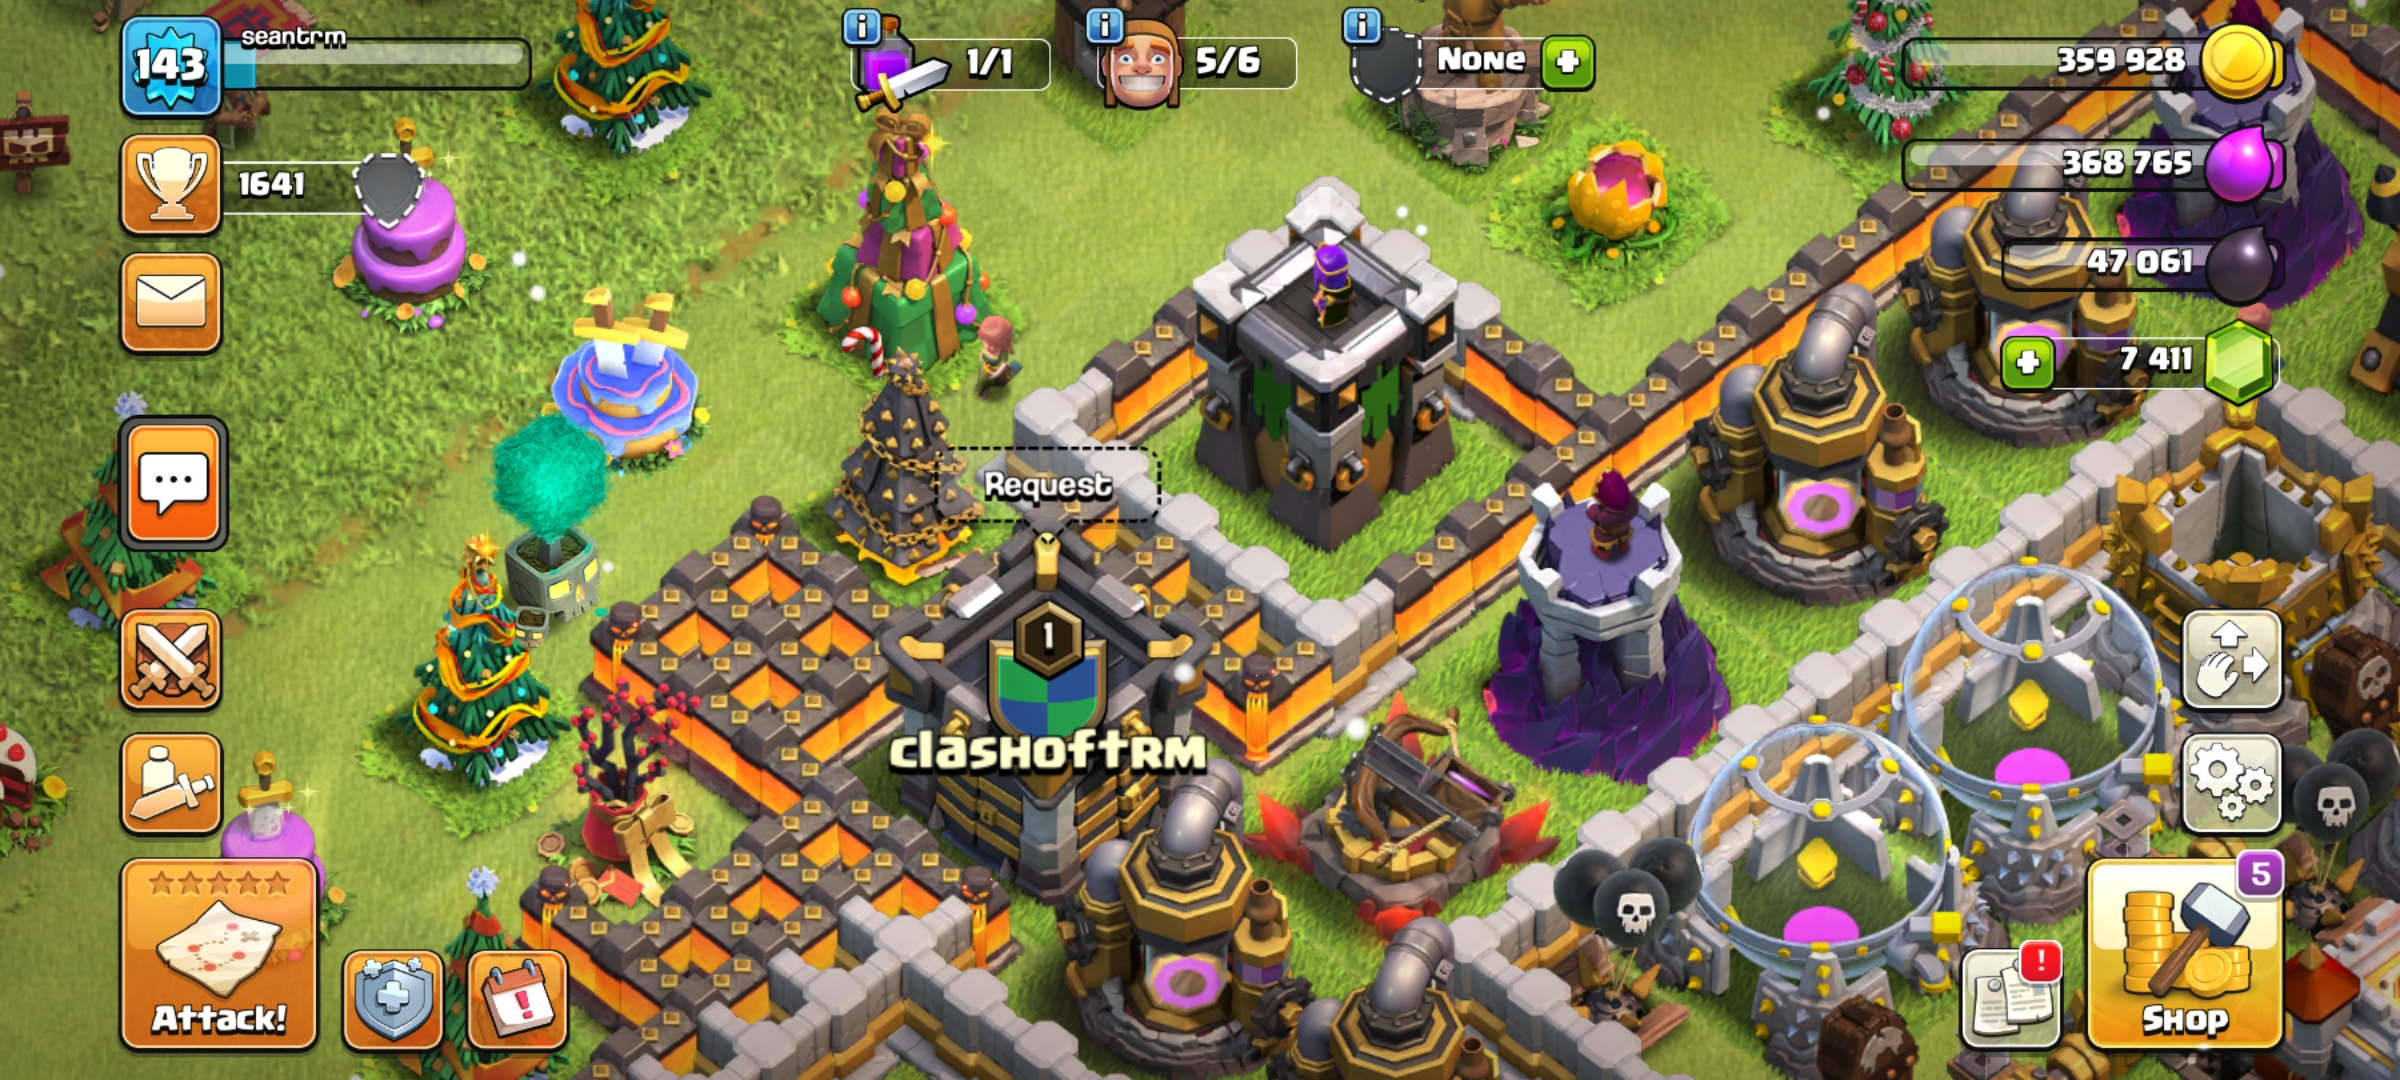 143
seantrm
1/1
5/6
None
359 928
1641
368 765
47 061
7 411
Request
1
clashoftrm
5
Attack!
Shop